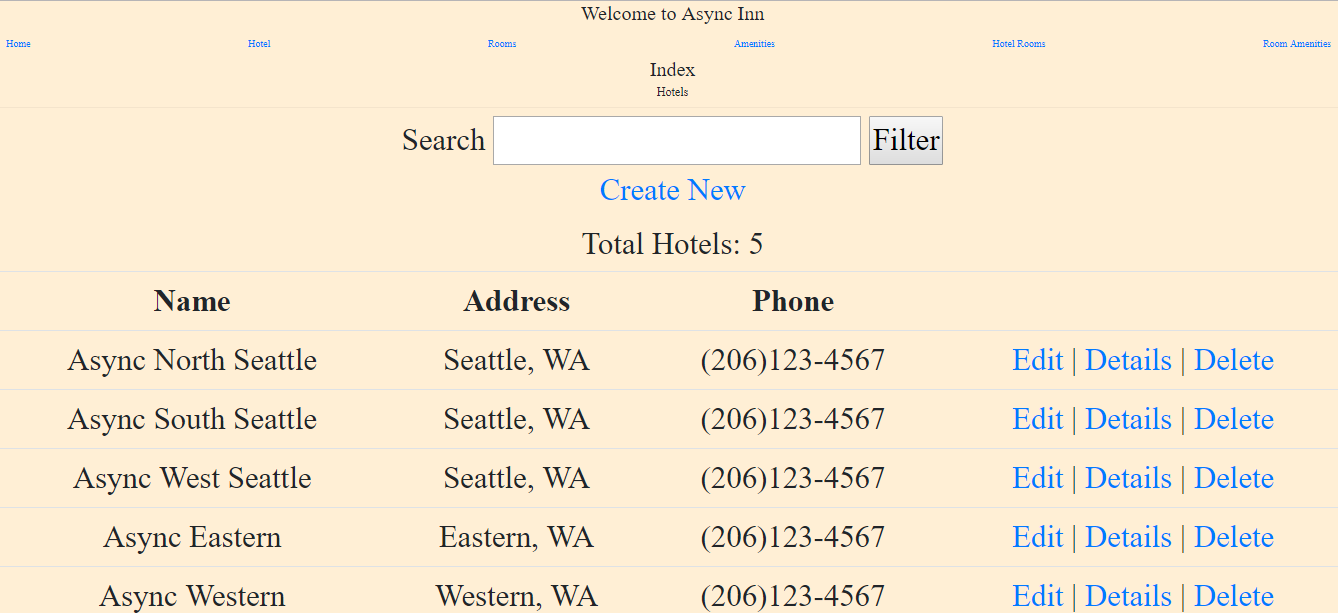 Welcome to Async Inn
Home Hotel Rooms Amenities Hotel Rooms Room Amenities
Index
Hotels
Search Filter
Create New
Total Hotels: 5
Name Address Phone
Async North Seattle Seattle, WA (206)123-4567 Edit | Details | Delete
Async South Seattle Seattle, WA (206)123-4567 Edit | Details | Delete
Async West Seattle Seattle, WA (206)123-4567 Edit | Details | Delete
Async Eastern Eastern, WA (206)123-4567 Edit | Details | Delete
Async Western Western, WA (206)123-4567 Edit | Details | Delete